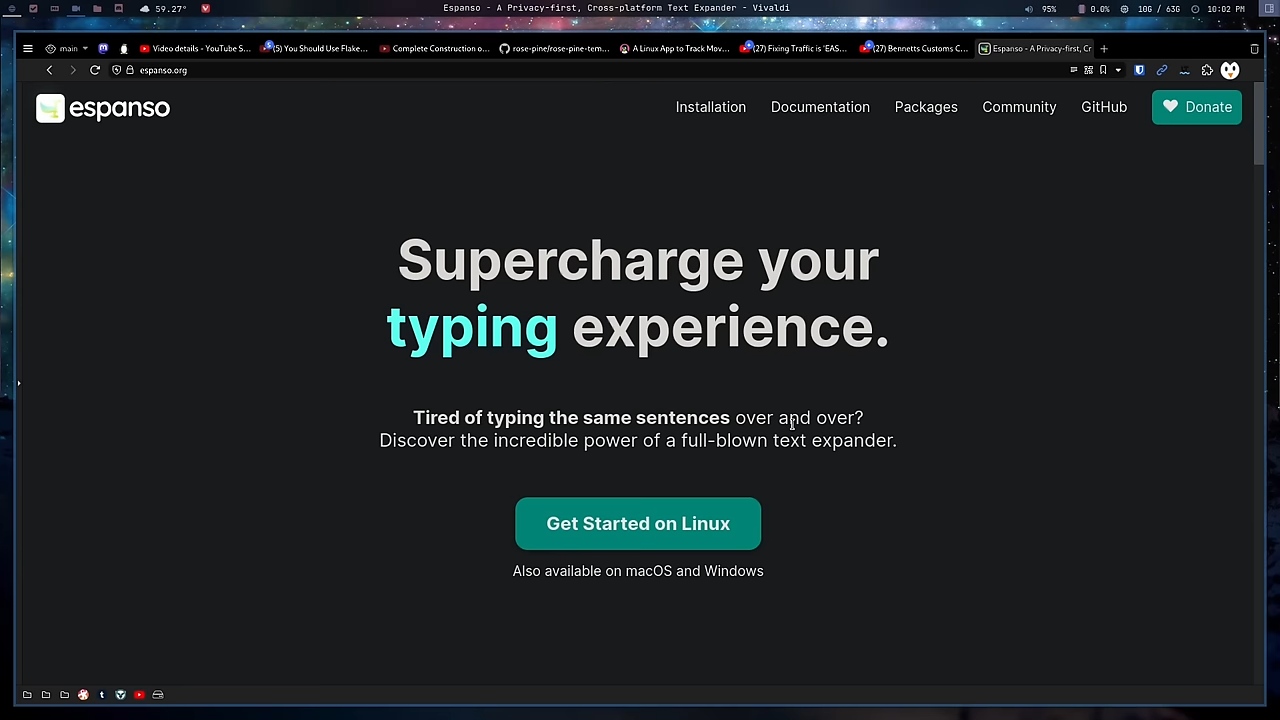 59.27°
Espanso - A Privacy-first, Cross-platform Text Expander - Vivaldi
95%
0.0%
10G / 63G
10:02 PM
main
Video details - YouTube S...
(5) You Should Use Flake...
Complete Construction o...
rose-pine/rose-pine-tem...
A Linux App to Track Mov...
(27) Fixing Traffic is 'EAS...
(27) Bennetts Customs C...
Espanso - A Privacy-first, Cr
espanso.org
espanso
Installation
Documentation
Packages
Community
GitHub
Donate
Supercharge your
typing experience.
Tired of typing the same sentences over and over?
Discover the incredible power of a full-blown text expander.
Get Started on Linux
Also available on macOS and Windows